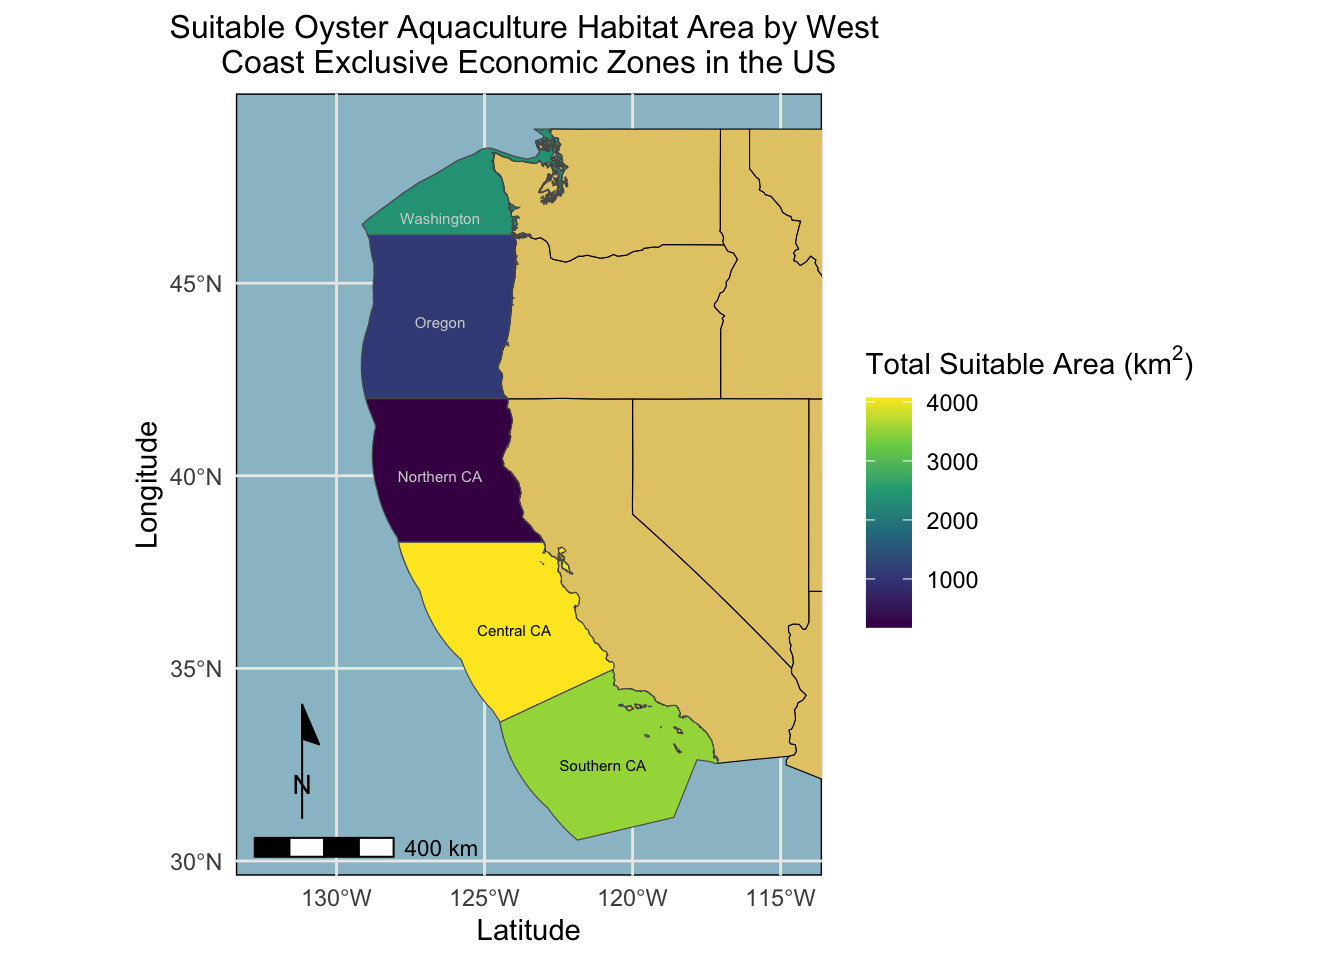 Suitable Oyster Aquaculture Habitat Area by West
Coast Exclusive Economic Zones in the US
Washington
Oregon
Northern CA
Central CA
Southern CA
45°N
40°N
35°N
30°N
Longitude
N
400 km
130°W
125°W
120°W
115°W
Latitude
Total Suitable Area (km²)
4000
3000
2000
1000